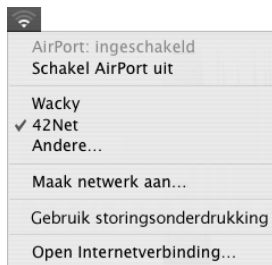 AirPort: ingeschakeld
Schakel AirPort uit
Wacky
42Net
Andere...
Maak netwerk aan...
Gebruik storingsonderdrukking
Open Internetverbinding...